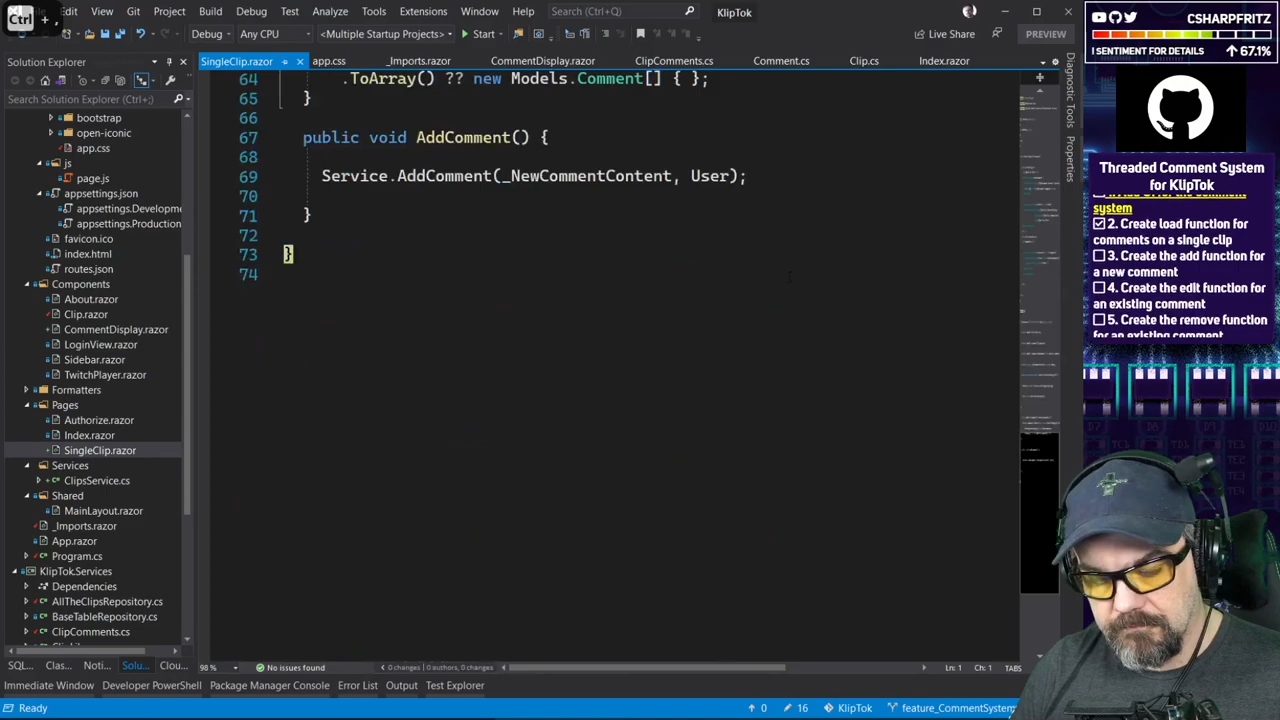 Ctrl + ,
Edit View Git Project Build Debug Test Analyze Tools Extensions Window Help Search (Ctrl+Q) KlipTok
Debug Any CPU <Multiple Startup Projects> Start Live Share PREVIEW
Solution Explorer
Search Solution Explorer (Ctrl+;)
bootstrap
open-iconic
app.css
js
page.js
appsettings.json
appsettings.Developm
appsettings.Production
favicon.ico
index.html
routes.json
Components
About.razor
Clip.razor
CommentDisplay.razor
LoginView.razor
Sidebar.razor
TwitchPlayer.razor
Formatters
Pages
Authorize.razor
Index.razor
SingleClip.razor
Services
ClipsService.cs
Shared
MainLayout.razor
_Imports.razor
App.razor
Program.cs
KlipTok.Services
Dependencies
AllTheClipsRepository.cs
BaseTableRepository.cs
ClipComments.cs
SQL... Clas... Noti... Solu... Clou...
SingleClip.razor app.css _Imports.razor CommentDisplay.razor ClipComments.cs Comment.cs Clip.cs Index.razor
64 .ToArray() ?? new Models.Comment[] { };
65 }
66
67 public void AddComment() {
68
69 Service.AddComment(_NewCommentContent, User);
70
71 }
72
73 }
74
Diagnostic Tools
Properties
98 % No issues found 0 changes | 0 authors, 0 changes Ln: 1 Ch: 1 TABS
Immediate Window Developer PowerShell Package Manager Console Error List Output Test Explorer
Ready 0 16 KlipTok feature_CommentSystem
CSHARPFRITZ
! SENTIMENT FOR DETAILS 67.1%
Threaded Comment System
for KlipTok
system
2. Create load function for
comments on a single clip
3. Create the add function for
a new comment
4. Create the edit function for
an existing comment
5. Create the remove function
for an existing comment